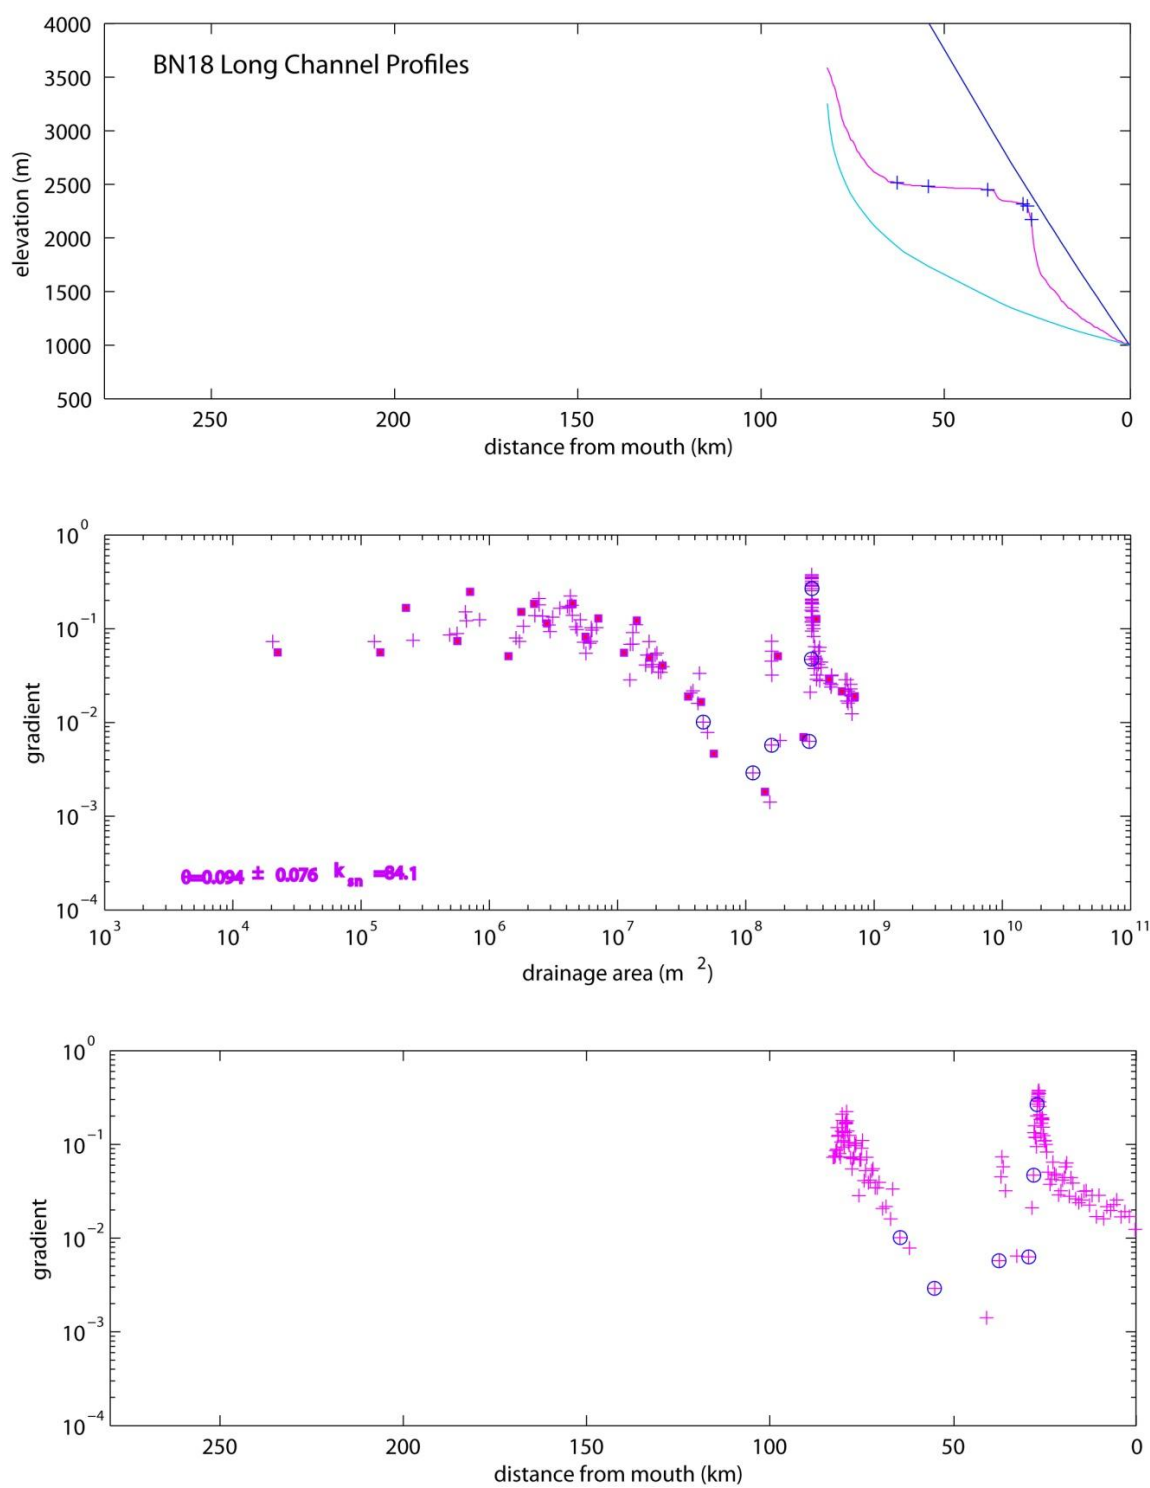 4000
BN18 Long Channel Profiles
3500
3000
2500
2000
1500
1000
500
elevation (m)
250 200 150 100 50 0
distance from mouth (km)
10^0
10^-1
10^-2
10^-3
10^-4
gradient
θ=0.094 ± 0.076 k_sn =84.1
10^3 10^4 10^5 10^6 10^7 10^8 10^9 10^10 10^11
drainage area (m^2)
10^0
10^-1
10^-2
10^-3
10^-4
gradient
250 200 150 100 50 0
distance from mouth (km)